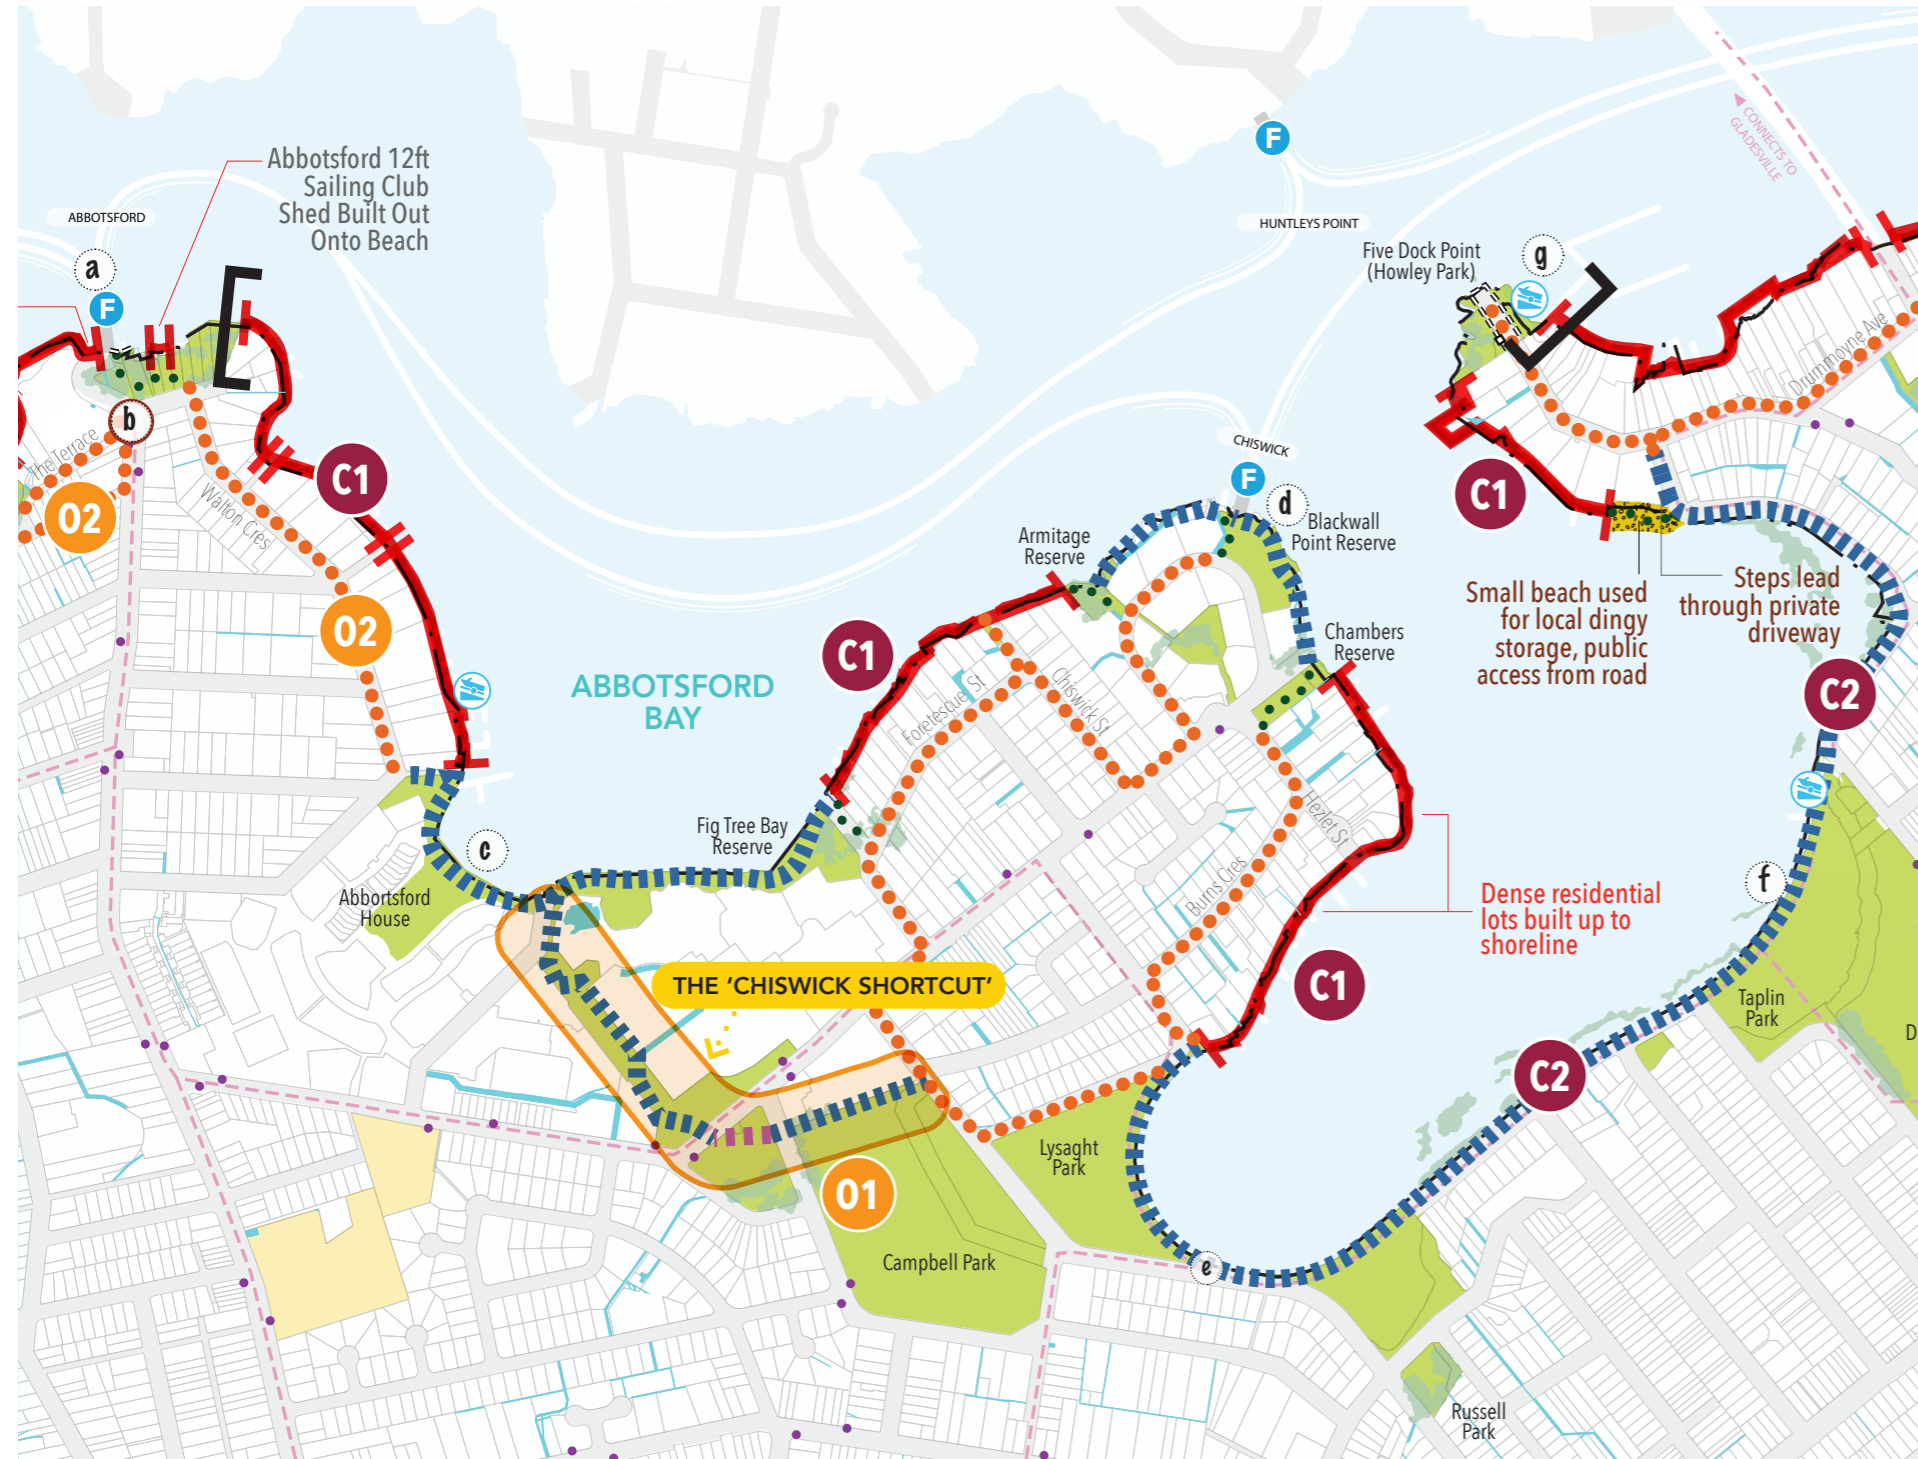 Abbotsford 12ft
Sailing Club
Shed Built Out
Onto Beach
ABBOTSFORD
a
F
b
The Terrace
O2
Walton Cres
C1
O2
ABBOTSFORD
BAY
c
Abbortsford
House
Fig Tree Bay
Reserve
C1
Foretesque St
Chiswick St
Armitage
Reserve
F
HUNTLEYS POINT
CHISWICK
F
d
Blackwall
Point Reserve
Chambers
Reserve
Hezlet St
Burns Cres
Dense residential
lots built up to
shoreline
C1
THE 'CHISWICK SHORTCUT'
O1
Campbell Park
Lysaght
Park
e
Russell
Park
C2
Taplin
Park
D
f
C2
CONNECTS TO
GLADESVILLE
Five Dock Point
(Howley Park)
g
Drummoyne Ave
C1
Small beach used
for local dingy
storage, public
access from road
Steps lead
through private
driveway